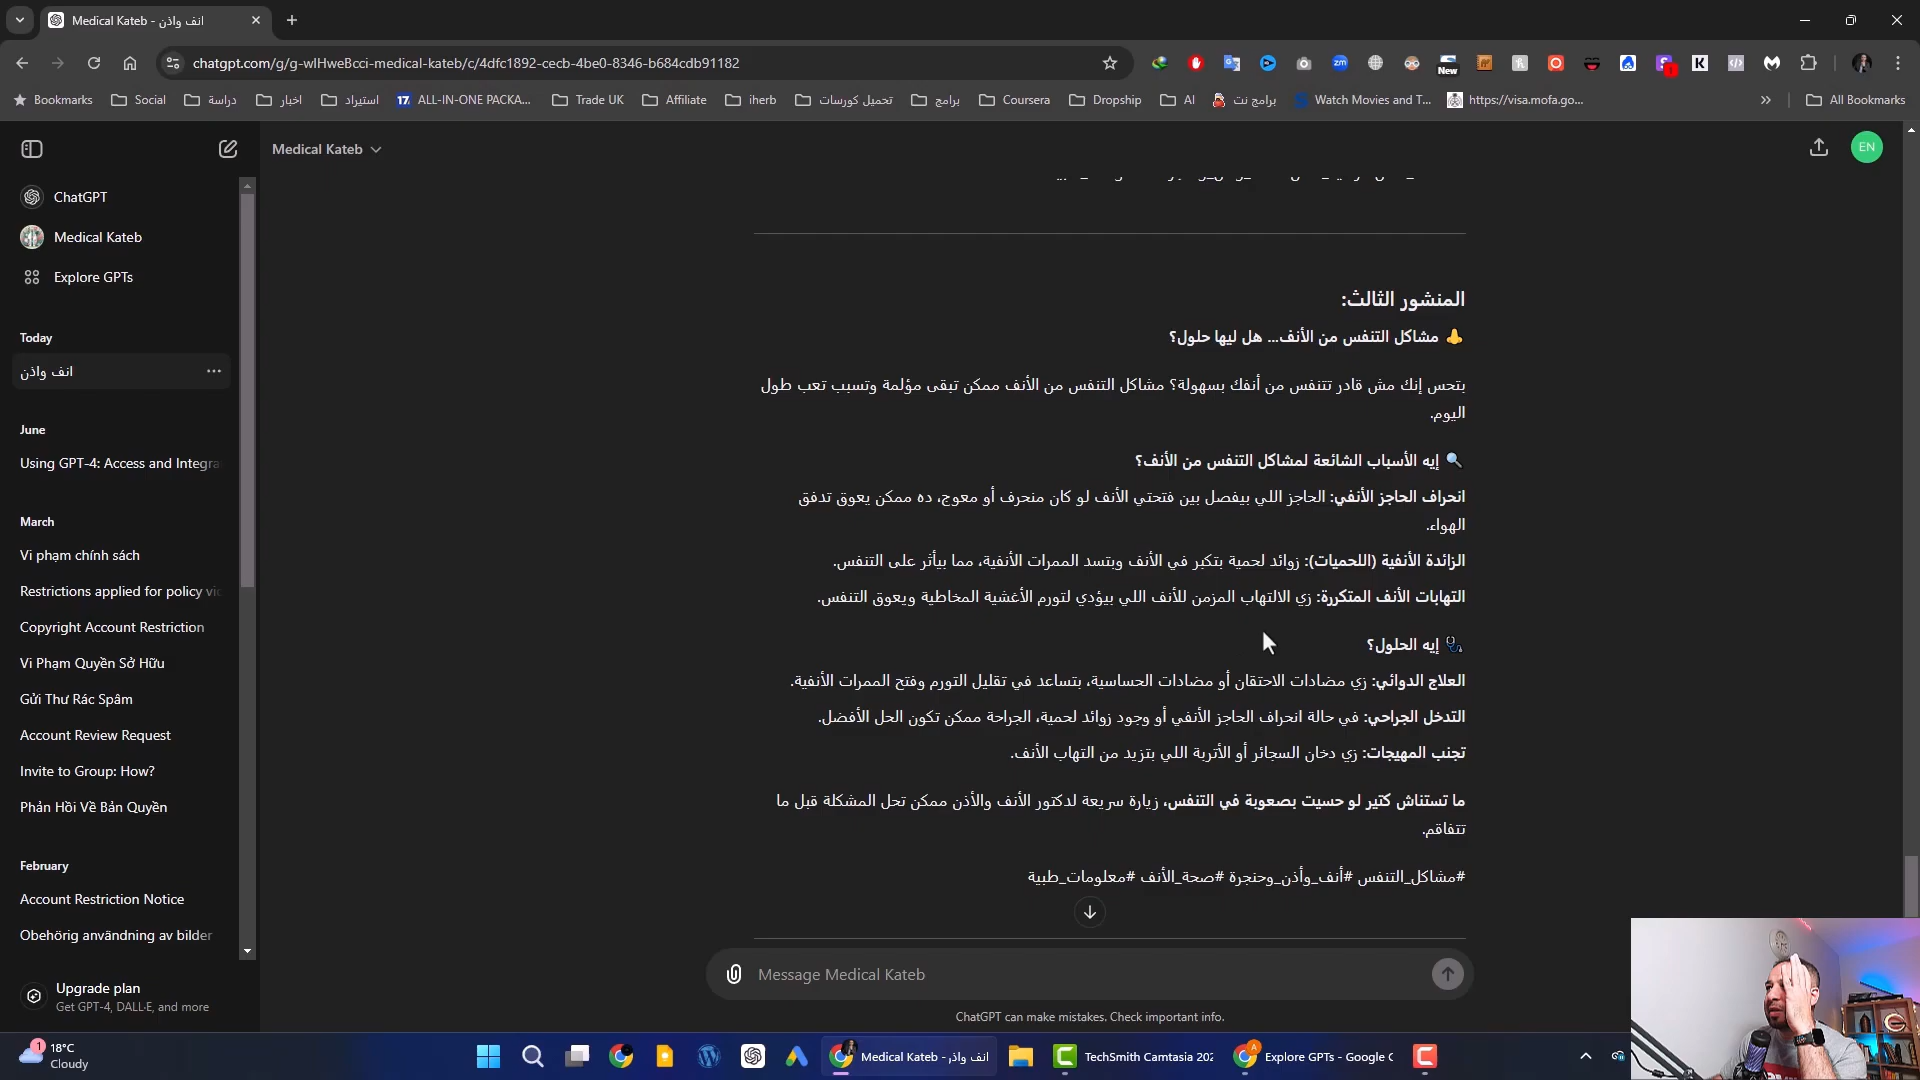 Medical Kateb - انف واذن
chatgpt.com/g/g-wlHweBcci-medical-kateb/c/4dfc1892-cecb-4be0-8346-b684cdb91182
New
1
Bookmarks
Social
دراسة
اخبار
استيراد
17
ALL-IN-ONE PACKA...
Trade UK
Affiliate
iherb
تحميل كورسات
برامج
Coursera
Dropship
AI
برامج نت
Watch Movies and T...
https://visa.mofa.go...
All Bookmarks
Medical Kateb
EN
ChatGPT
Medical Kateb
Explore GPTs
Today
انف واذن
June
Using GPT-4: Access and Integra
March
Vi phạm chính sách
Restrictions applied for policy vio
Copyright Account Restriction
Vi Phạm Quyền Sở Hữu
Gửi Thư Rác Spâm
Account Review Request
Invite to Group: How?
Phản Hồi Về Bản Quyền
February
Account Restriction Notice
Obehörig användning av bilder
Upgrade plan
Get GPT-4, DALL·E, and more
المنشور الثالث:
مشاكل التنفس من الأنف... هل ليها حلول؟
بتحس إنك مش قادر تتنفس من أنفك بسهولة؟ مشاكل التنفس من الأنف ممكن تبقى مؤلمة وتسبب تعب طول
اليوم.
إيه الأسباب الشائعة لمشاكل التنفس من الأنف؟
انحراف الحاجز الأنفي: الحاجز اللي بيفصل بين فتحتي الأنف لو كان منحرف أو معوج، ده ممكن يعوق تدفق
الهواء.
الزائدة الأنفية (اللحميات): زوائد لحمية بتكبر في الأنف وبتسد الممرات الأنفية، مما بيأثر على التنفس.
التهابات الأنف المتكررة: زي الالتهاب المزمن للأنف اللي بيؤدي لتورم الأغشية المخاطية ويعوق التنفس.
إيه الحلول؟
العلاج الدوائي: زي مضادات الاحتقان أو مضادات الحساسية، بتساعد في تقليل التورم وفتح الممرات الأنفية.
التدخل الجراحي: في حالة انحراف الحاجز الأنفي أو وجود زوائد لحمية، الجراحة ممكن تكون الحل الأفضل.
تجنب المهيجات: زي دخان السجائر أو الأتربة اللي بتزيد من التهاب الأنف.
ما تستناش كتير لو حسيت بصعوبة في التنفس، زيارة سريعة لدكتور الأنف والأذن ممكن تحل المشكلة قبل ما
تتفاقم.
#مشاكل_التنفس #أنف_وأذن_وحنجرة #صحة_الأنف #معلومات_طبية
Message Medical Kateb
ChatGPT can make mistakes. Check important info.
1
18°C
Cloudy
Medical Kateb - انف واذن
TechSmith Camtasia 202
Explore GPTs - Google C